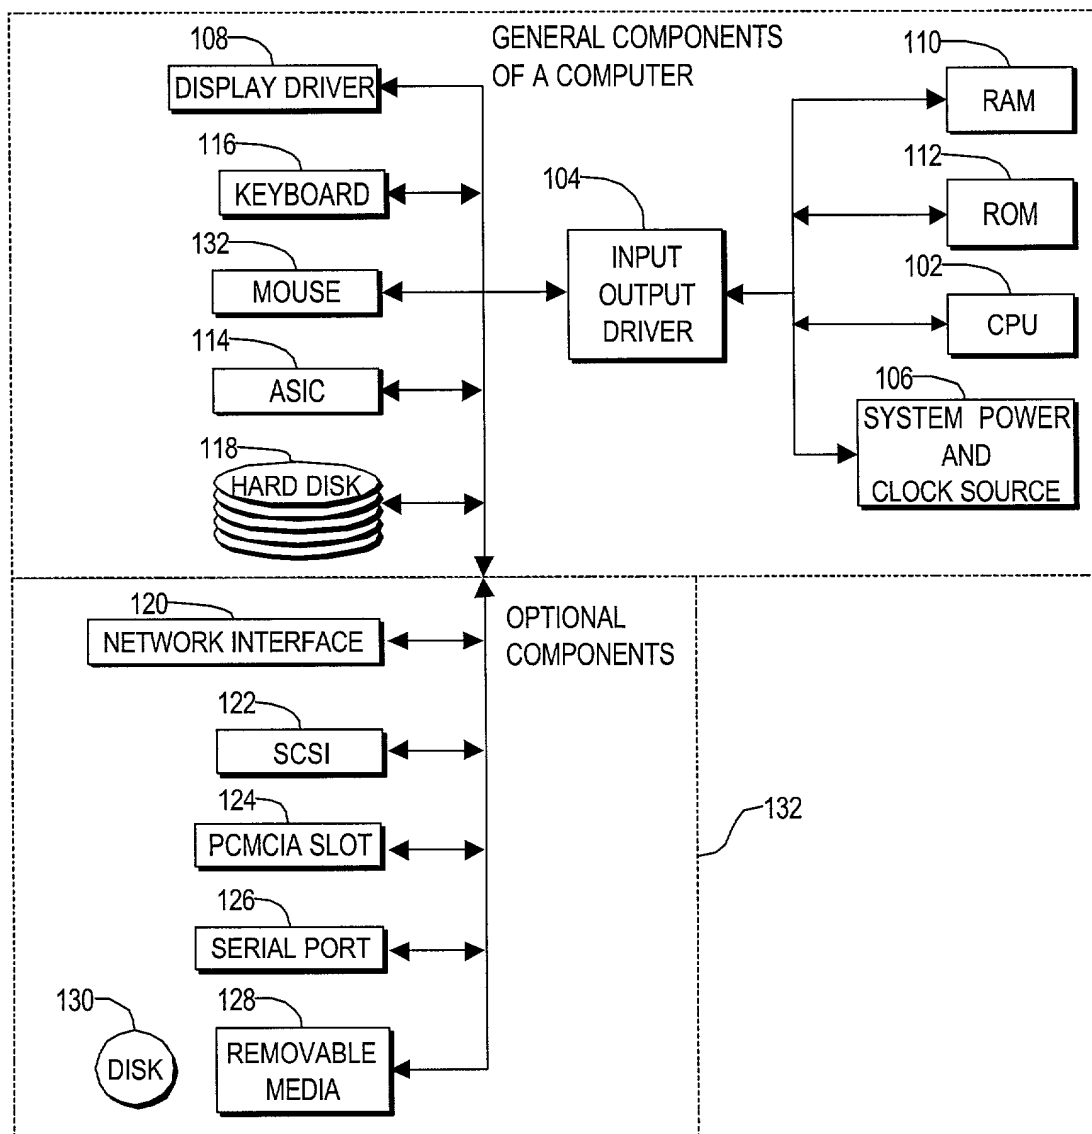 108
DISPLAY DRIVER
GENERAL COMPONENTS
OF A COMPUTER
110
RAM
116
KEYBOARD
104
INPUT
OUTPUT
DRIVER
112
ROM
132
MOUSE
102
CPU
114
ASIC
106
SYSTEM POWER
AND
CLOCK SOURCE
118
HARD DISK
120
NETWORK INTERFACE
OPTIONAL
COMPONENTS
122
SCSI
124
PCMCIA SLOT
132
126
SERIAL PORT
130
DISK
128
REMOVABLE
MEDIA